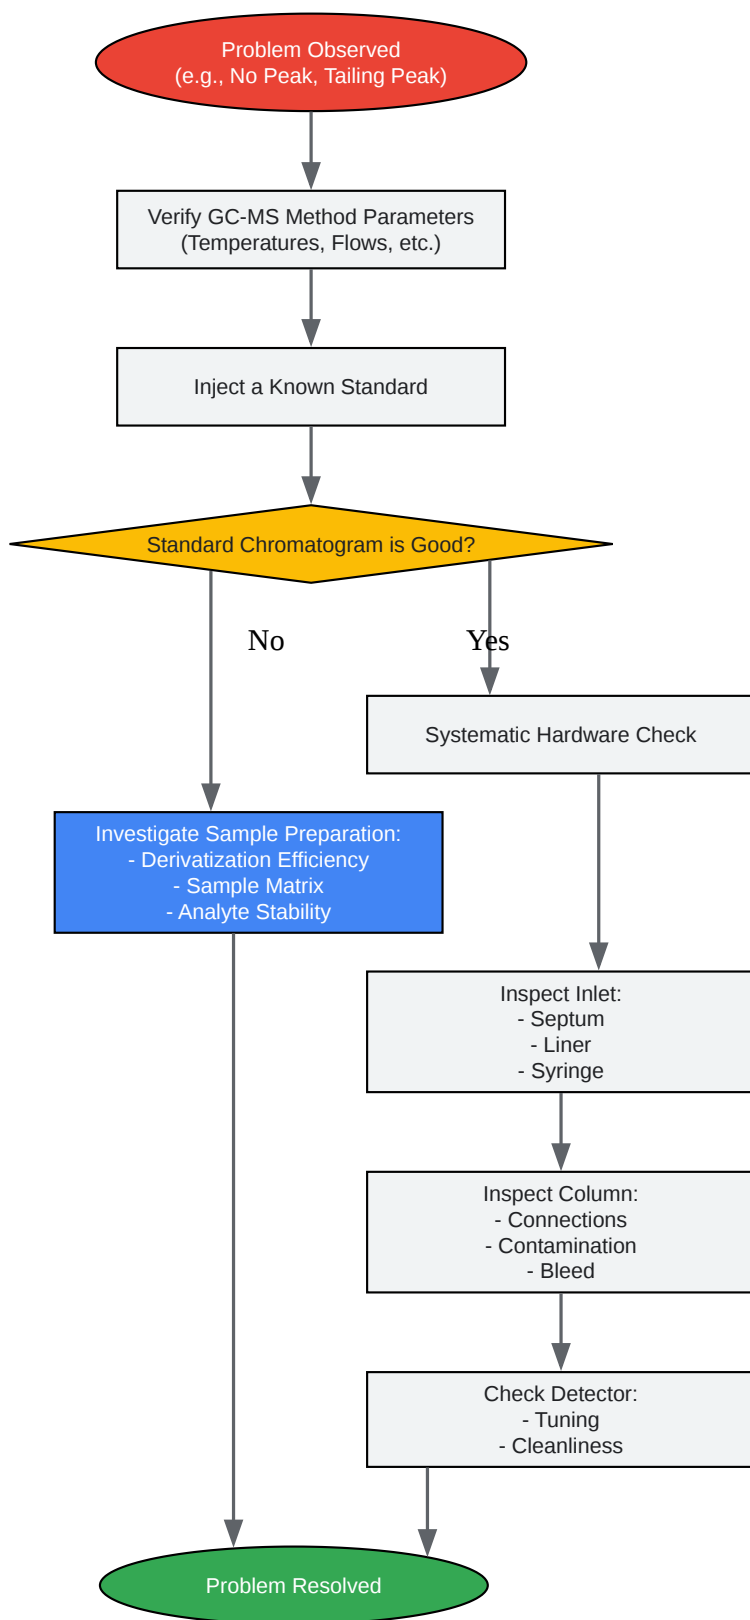 Problem Observed
(e.g., No Peak, Tailing Peak)
Verify GC-MS Method Parameters
(Temperatures, Flows, etc.)
Inject a Known Standard
Standard Chromatogram is Good?
No
Yes
Systematic Hardware Check
Investigate Sample Preparation:
- Derivatization Efficiency
- Sample Matrix
- Analyte Stability
Inspect Inlet:
- Septum
- Liner
- Syringe
Inspect Column:
- Connections
- Contamination
- Bleed
Check Detector:
- Tuning
- Cleanliness
Problem Resolved